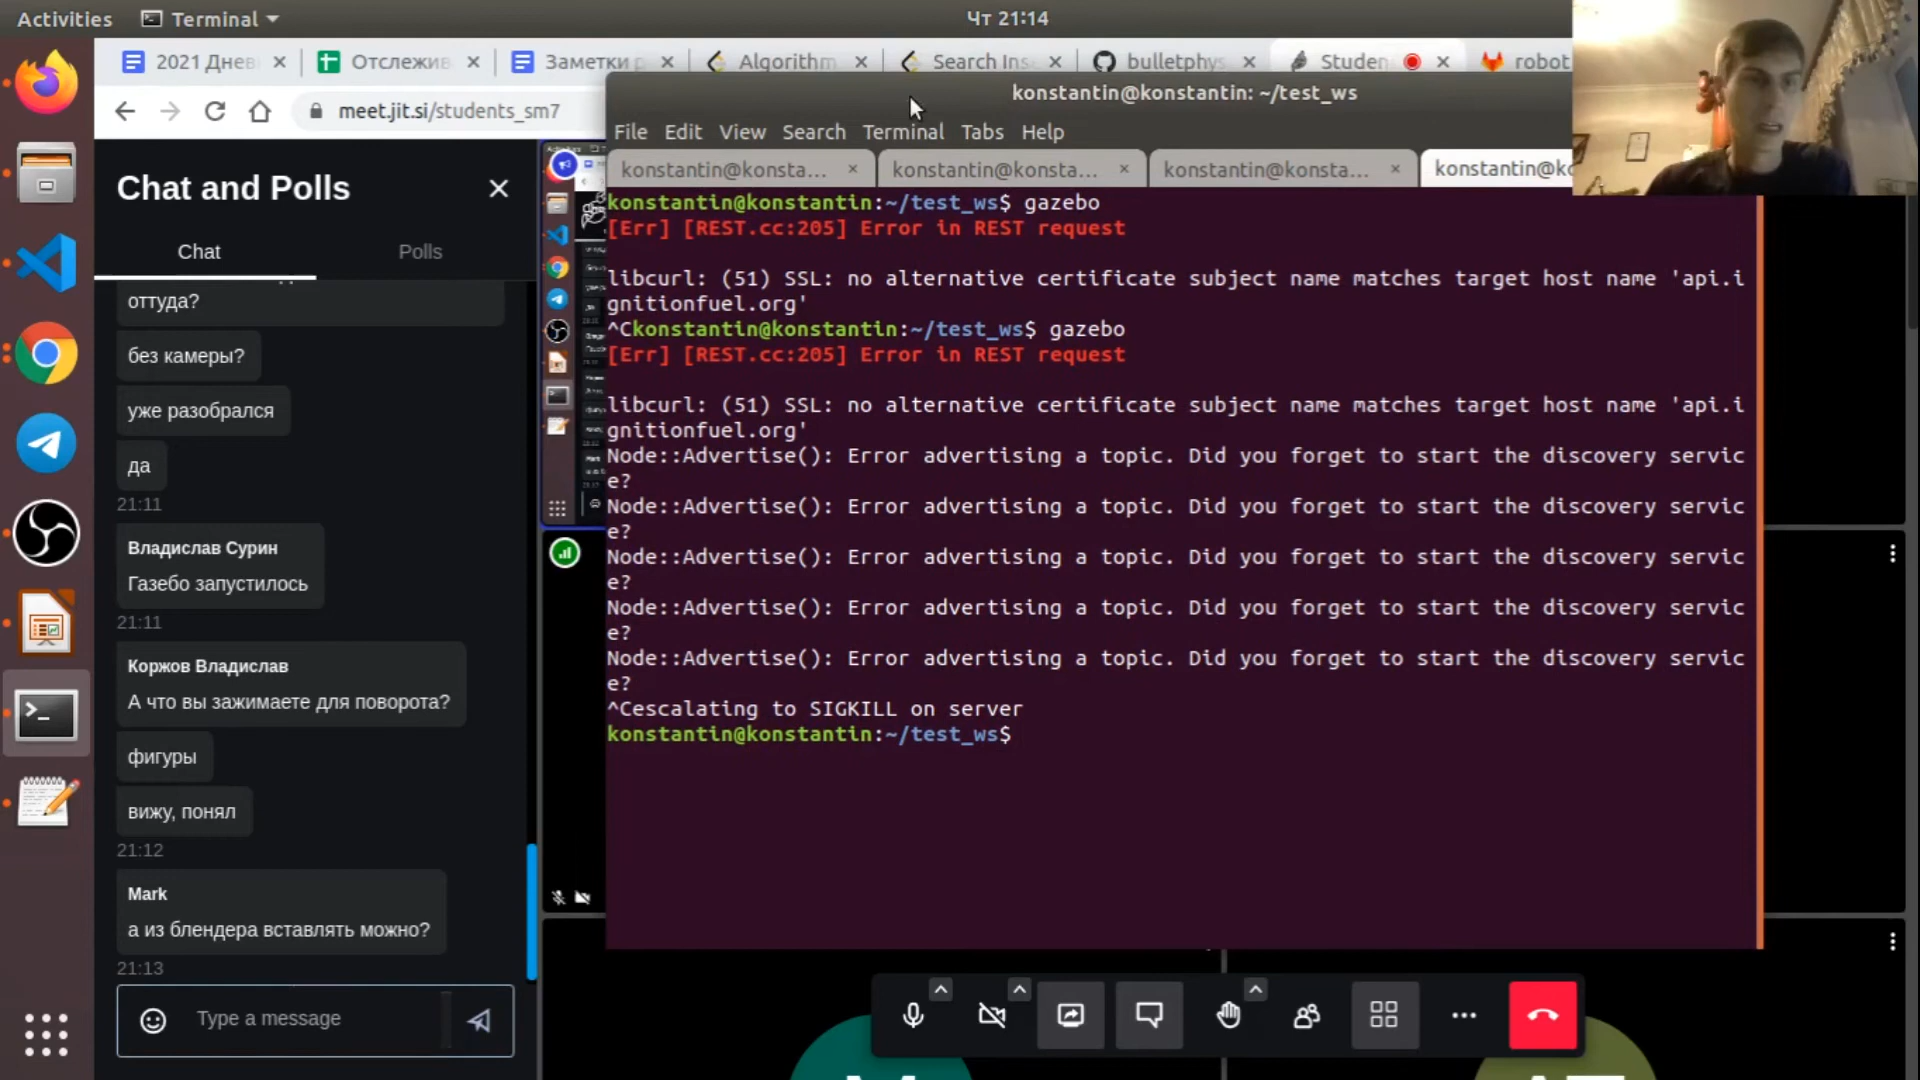 Activities
Terminal
Чт 21:14
2021 Днев
Отслежив
Заметки р
Algorithm
Search Ins
bulletphys
Studen
robot
meet.jit.si/students_sm7
konstantin@konstantin: ~/test_ws
File Edit View Search Terminal Tabs Help
konstantin@konsta...
konstantin@konsta...
konstantin@konsta...
konstantin@ko
Chat and Polls
Chat
Polls
оттуда?
без камеры?
уже разобрался
да
21:11
Владислав Сурин
Газебо запустилось
21:11
Коржов Владислав
А что вы зажимаете для поворота?
фигуры
вижу, понял
21:12
Mark
а из блендера вставлять можно?
21:13
Type a message
konstantin@konstantin:~/test_ws$ gazebo
[Err] [REST.cc:205] Error in REST request
libcurl: (51) SSL: no alternative certificate subject name matches target host name 'api.i
gnitionfuel.org'
^Ckonstantin@konstantin:~/test_ws$ gazebo
[Err] [REST.cc:205] Error in REST request
libcurl: (51) SSL: no alternative certificate subject name matches target host name 'api.i
gnitionfuel.org'
Node::Advertise(): Error advertising a topic. Did you forget to start the discovery servic
e?
Node::Advertise(): Error advertising a topic. Did you forget to start the discovery servic
e?
Node::Advertise(): Error advertising a topic. Did you forget to start the discovery servic
e?
Node::Advertise(): Error advertising a topic. Did you forget to start the discovery servic
e?
Node::Advertise(): Error advertising a topic. Did you forget to start the discovery servic
e?
^Cescalating to SIGKILL on server
konstantin@konstantin:~/test_ws$